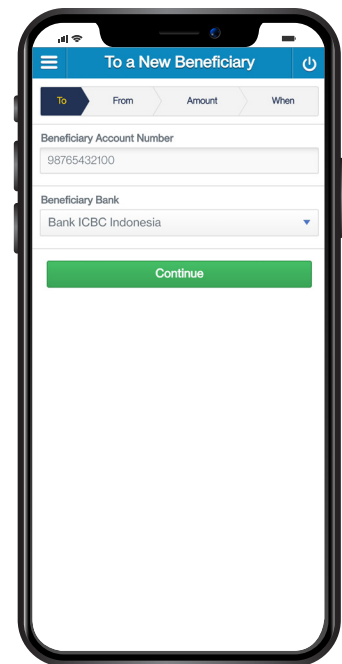 To a New Beneficiary
To From Amount When
Beneficiary Account Number
98765432100
Beneficiary Bank
Bank ICBC Indonesia
Continue